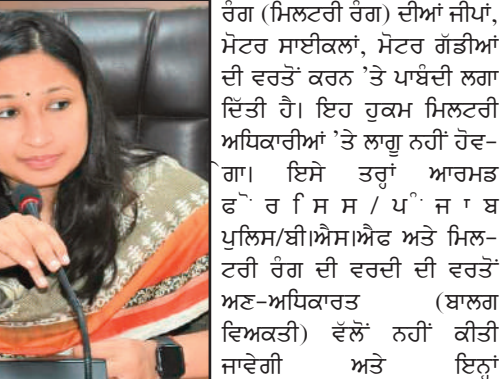 ਰੰਗ (ਮਿਲਟਰੀ ਰੰਗ) ਦੀਆਂ ਜੀਪਾਂ,
ਮੋਟਰ ਸਾਈਕਲਾਂ, ਮੋਟਰ ਗੱਡੀਆਂ
ਦੀ ਵਰਤੋਂ ਕਰਨ ’ਤੇ ਪਾਬੰਦੀ ਲਗਾ
ਦਿੱਤੀ ਹੈ। ਇਹ ਹੁਕਮ ਮਿਲਟਰੀ
ਅਧਿਕਾਰੀਆਂ ’ਤੇ ਲਾਗੂ ਨਹੀਂ ਹੋਵ-
ੇਗਾ। ਇਸੇ ਤਰ੍ਹਾਂ ਆਰਮਡ
ਫੋਰਸਿਸ/ਪੰਜਾਬ
ਪੁਲਿਸ/ਬੀ।ਐਸ।ਐਫ ਅਤੇ ਮਿਲ-
ਟਰੀ ਰੰਗ ਦੀ ਵਰਦੀ ਦੀ ਵਰਤੋਂ
ਅਣ-ਅਧਿਕਾਰਤ (ਬਾਲਗ
ਵਿਅਕਤੀ) ਵੱਲੋਂ ਨਹੀਂ ਕੀਤੀ
ਜਾਵੇਗੀ ਅਤੇ ਇਨ੍ਹਾਂ